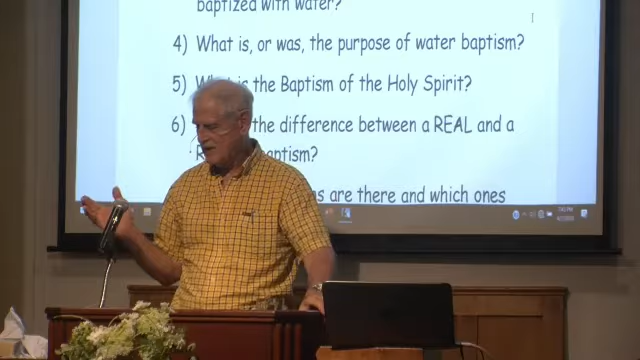 baptized with water?
4) What is, or was, the purpose of water baptism?
5) What is the Baptism of the Holy Spirit?
6) the difference between a REAL and a
are there and which ones